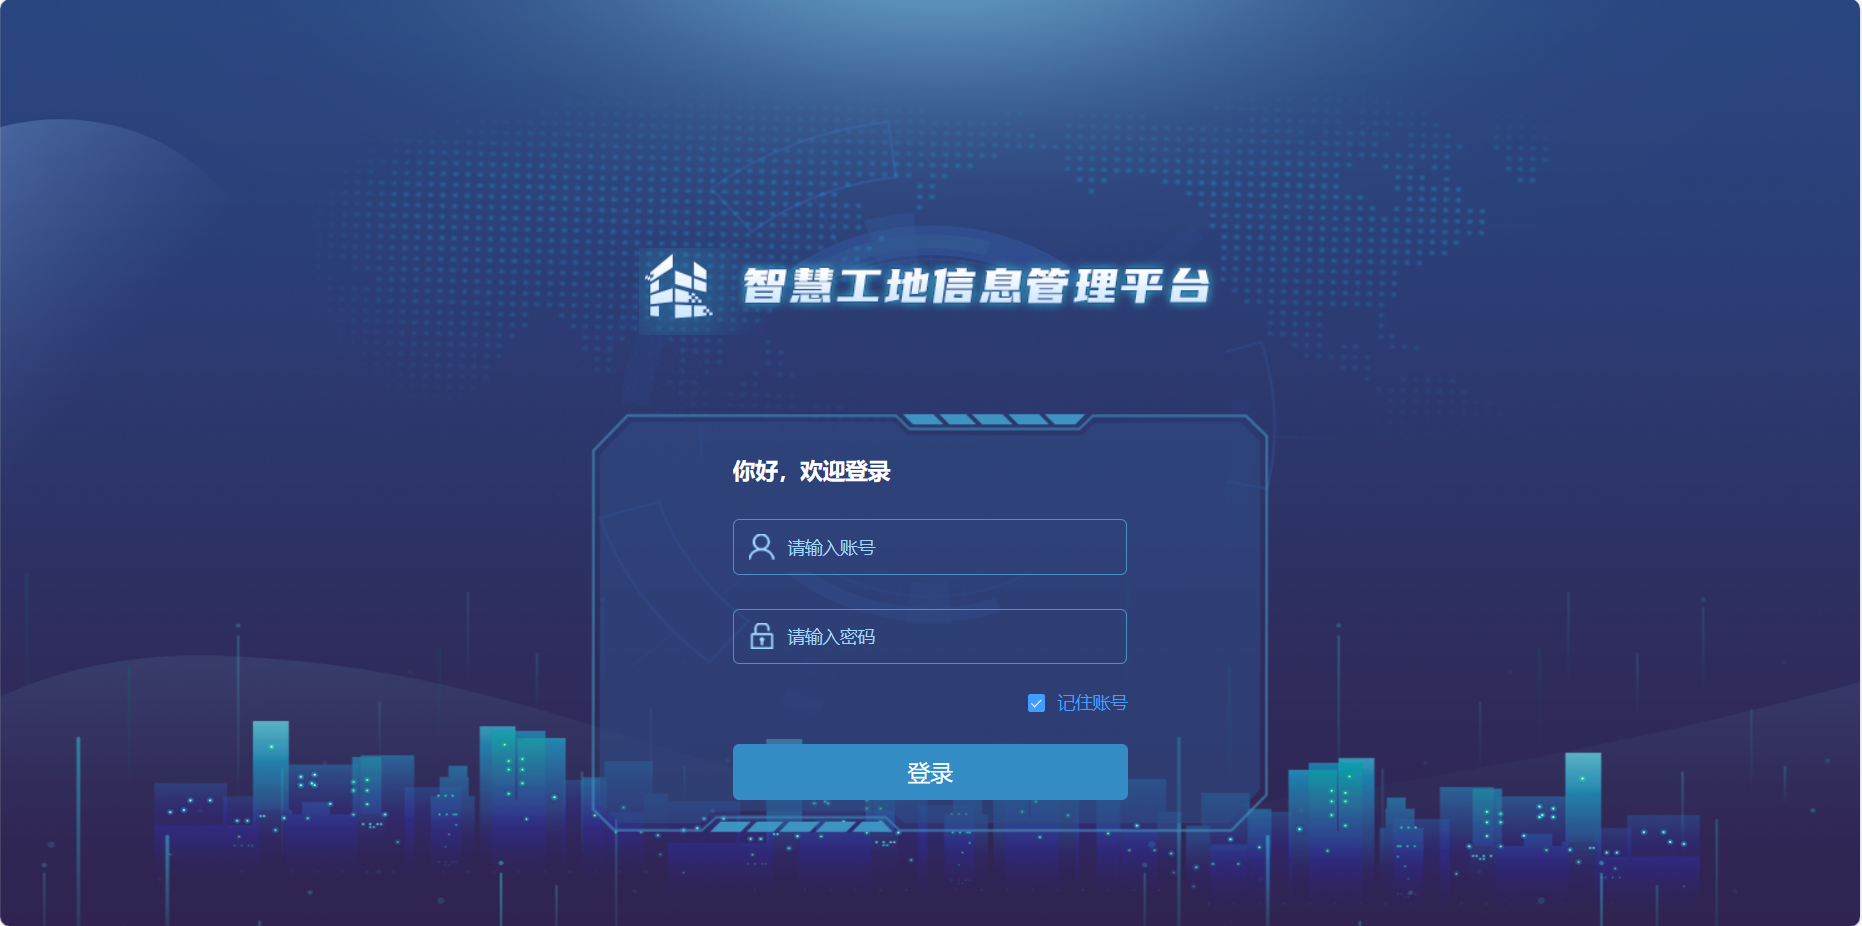 智慧工地信息管理平台
你好，欢迎登录
请输入账号
请输入密码
记住账号
登录